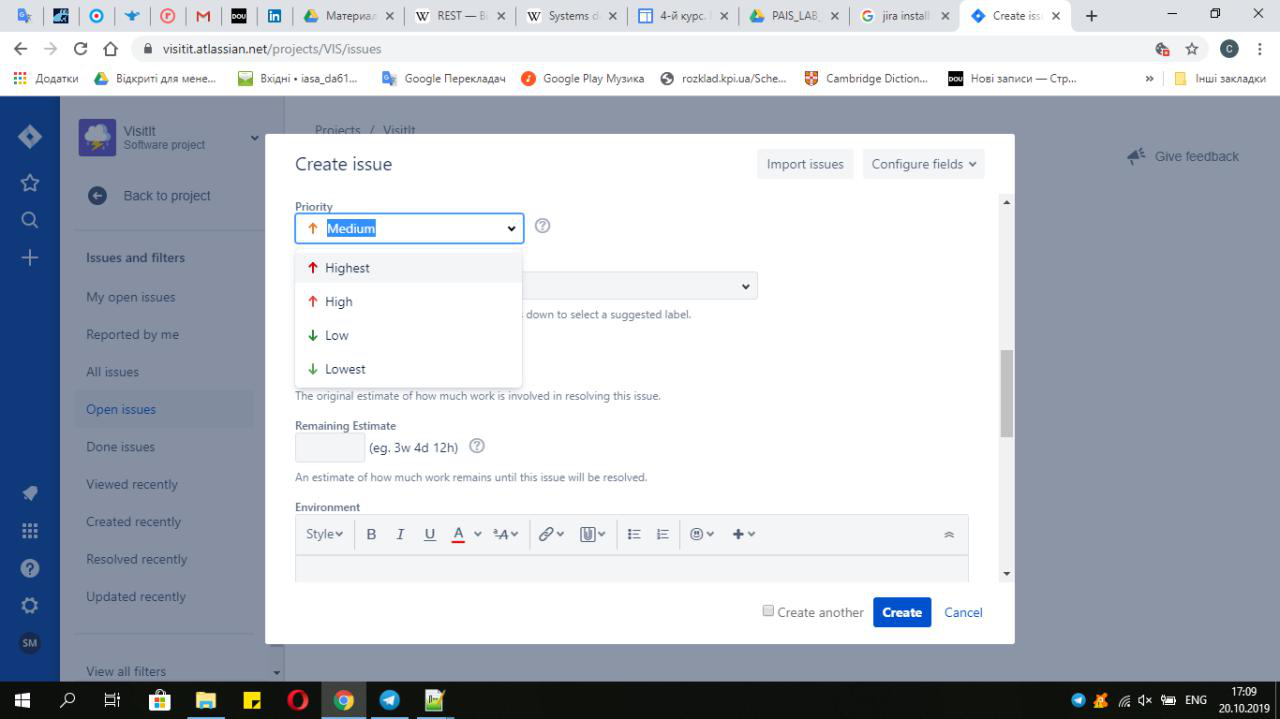 DOU
in
Материал
W REST — В
W Systems d
4-й курс. І
PAIS_LAB_
jira install
Create iss
visitit.atlassian.net/projects/VIS/issues
C
Додатки
Відкриті для мене...
Вхідні • iasa_da61...
Google Перекладач
Google Play Музика
rozklad.kpi.ua/Sche...
Cambridge Diction...
DOU Нові записи — Стр...
»
Інші закладки
VisitIt
Software project
Projects / VisitIt
Give feedback
Back to project
Issues and filters
My open issues
Reported by me
All issues
Open issues
Done issues
Viewed recently
Created recently
Resolved recently
Updated recently
View all filters
SM
Create issue
Import issues
Configure fields
Priority
Medium
Highest
High
Low
Lowest
down to select a suggested label.
The original estimate of how much work is involved in resolving this issue.
Remaining Estimate
(eg. 3w 4d 12h)
An estimate of how much work remains until this issue will be resolved.
Environment
Style B I U A
Create another
Create
Cancel
ENG
17:09
20.10.2019